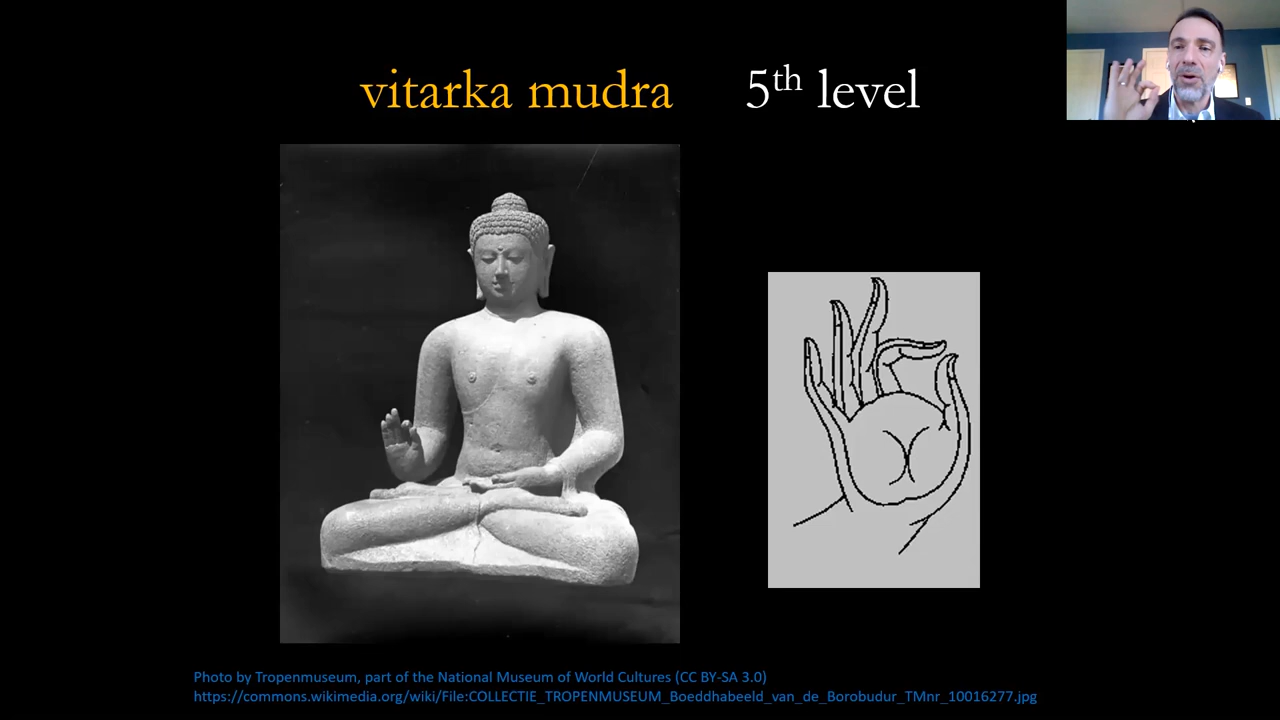 vitarka mudra 5th level
Photo by Tropenmuseum, part of the National Museum of World Cultures (CC BY-SA 3.0)
https://commons.wikimedia.org/wiki/File:COLLECTIE_TROPENMUSEUM_Boeddhabeeld_van_de_Borobudur_TMnr_10016277.jpg